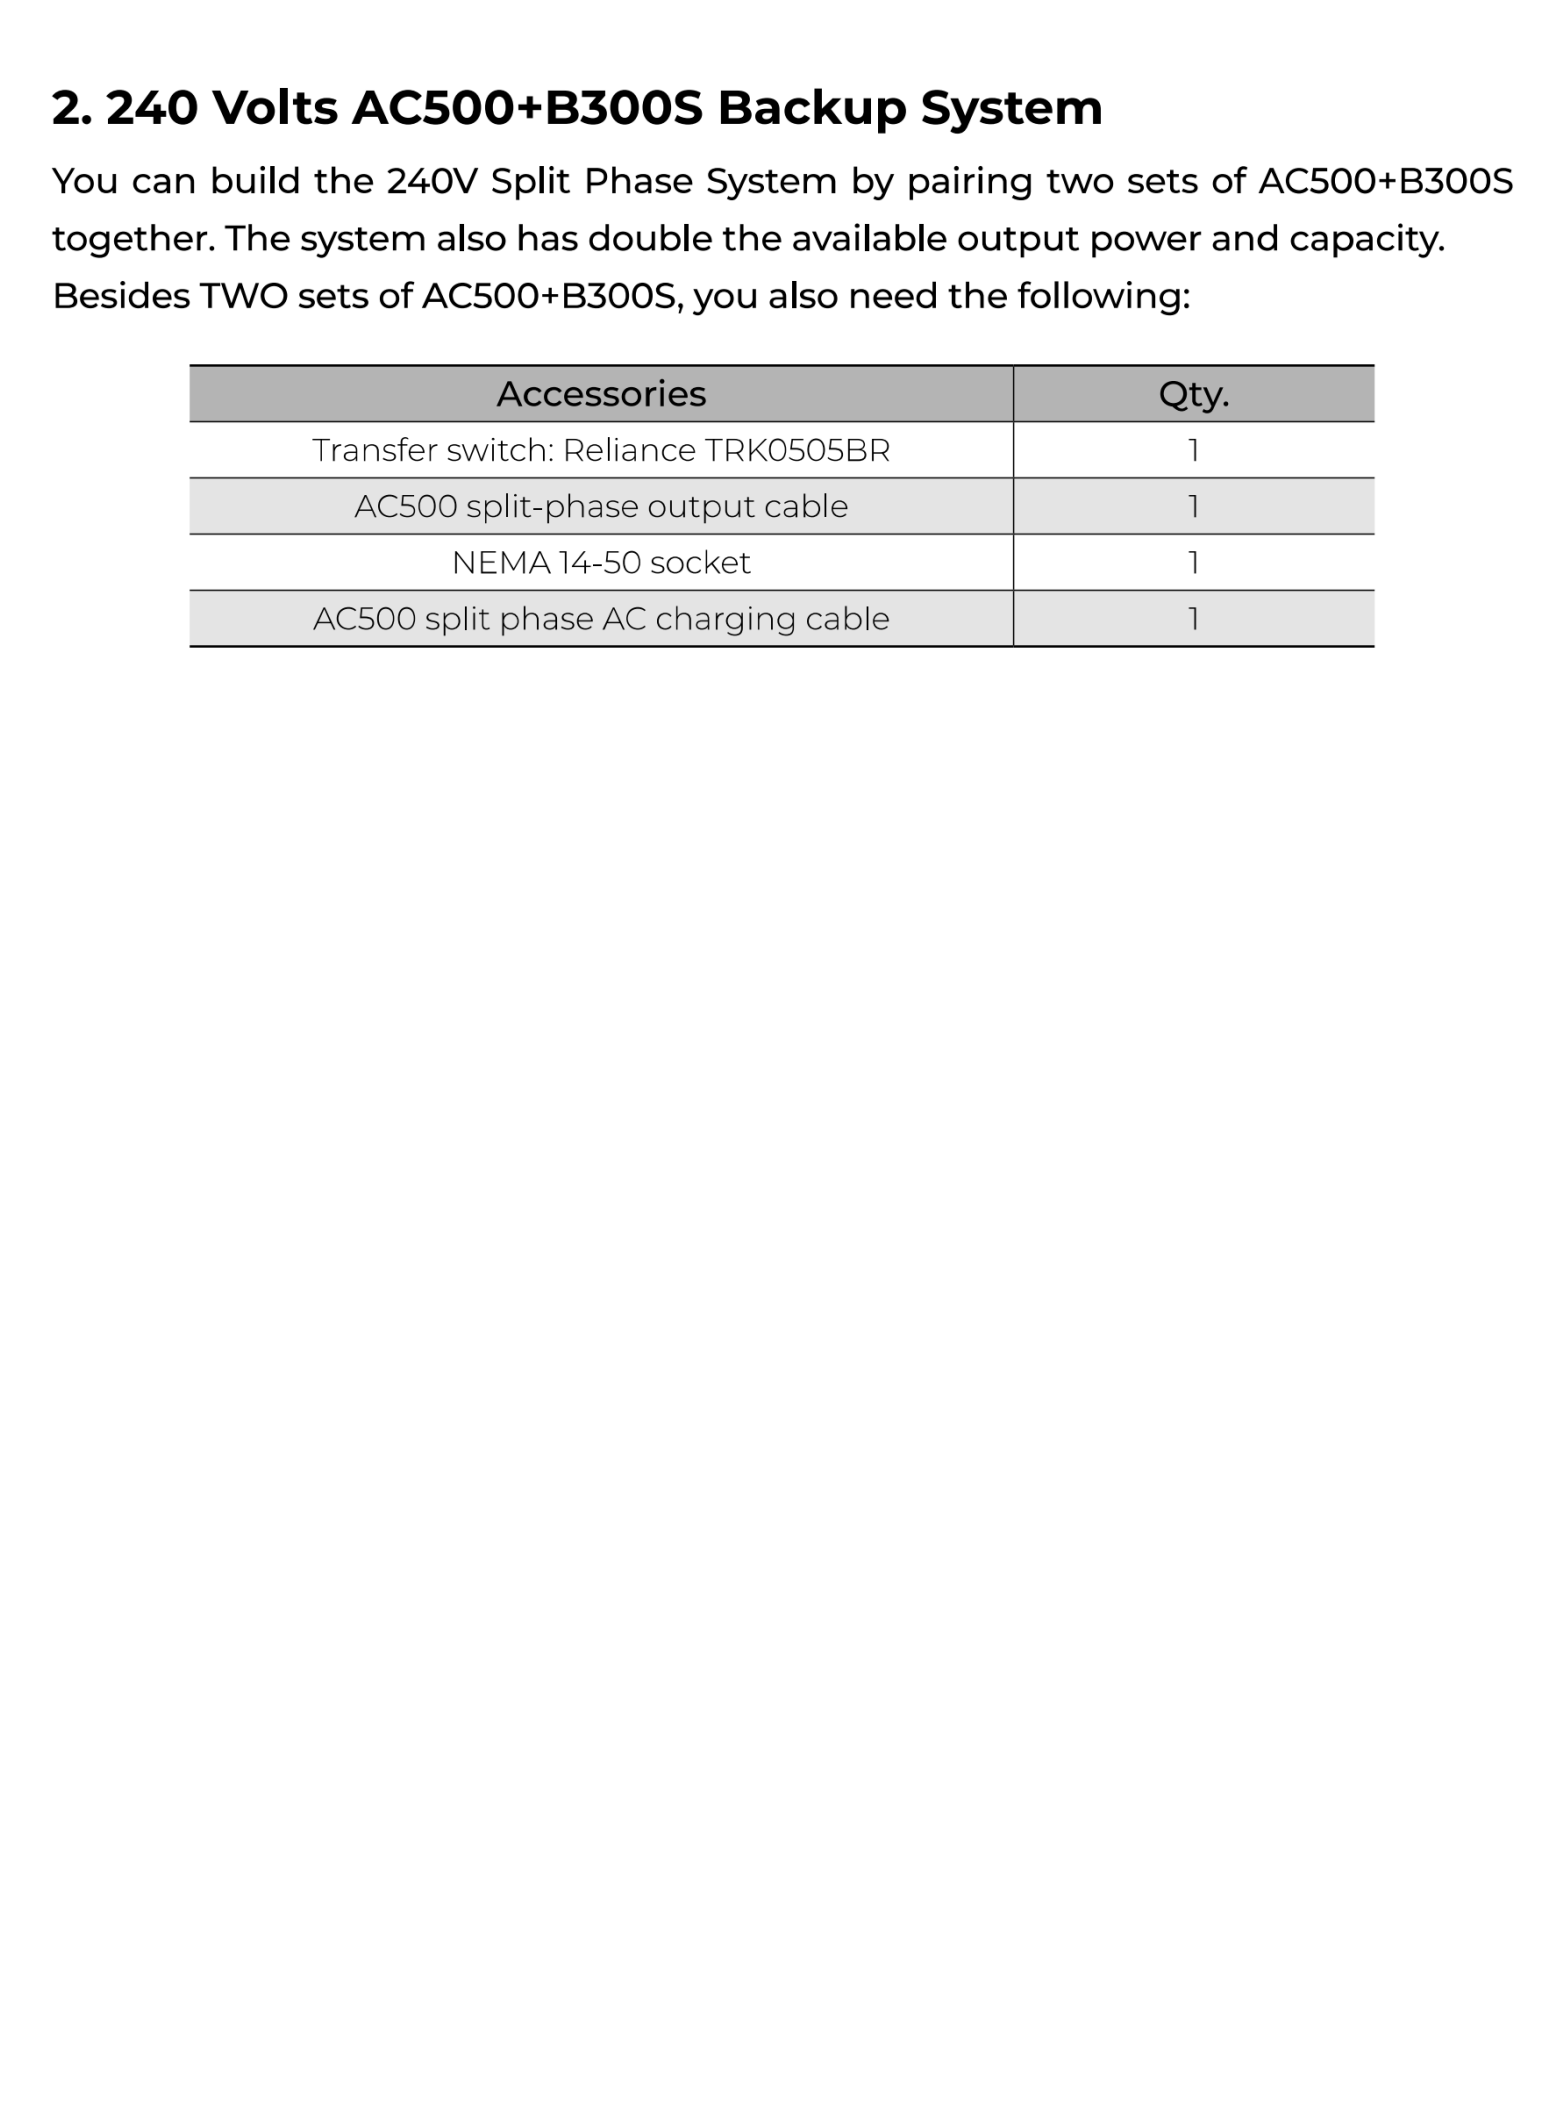 2. 240 Volts AC500+B300S Backup System
You can build the 240V Split Phase System by pairing two sets of AC500+B300S
together. The system also has double the available output power and capacity.
Besides TWO sets of AC500+B300S, you also need the following:
Accessories Qty.
Transfer switch: Reliance TRK0505BR 1
AC500 split-phase output cable 1
NEMA 14-50 socket 1
AC500 split phase AC charging cable 1